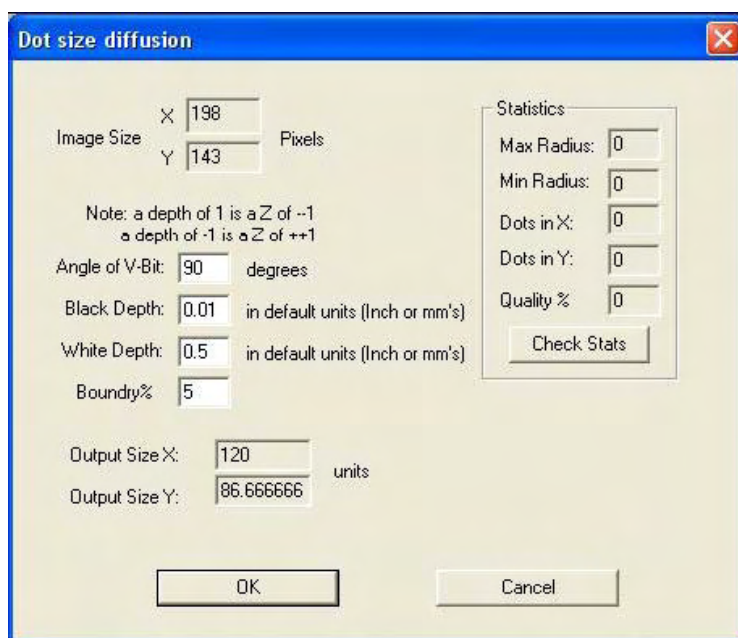 Dot size diffusion
Image Size
X 198
Y 143
Pixels
Note: a depth of 1 is a Z of --1
a depth of -1 is a Z of ++1
Angle of V-Bit: 90 degrees
Black Depth: 0.01 in default units (Inch or mm's)
White Depth: 0.5 in default units (Inch or mm's)
Boundry% 5
Output Size X: 120
Output Size Y: 86.666666
units
Statistics
Max Radius: 0
Min Radius: 0
Dots in X: 0
Dots in Y: 0
Quality % 0
Check Stats
OK
Cancel